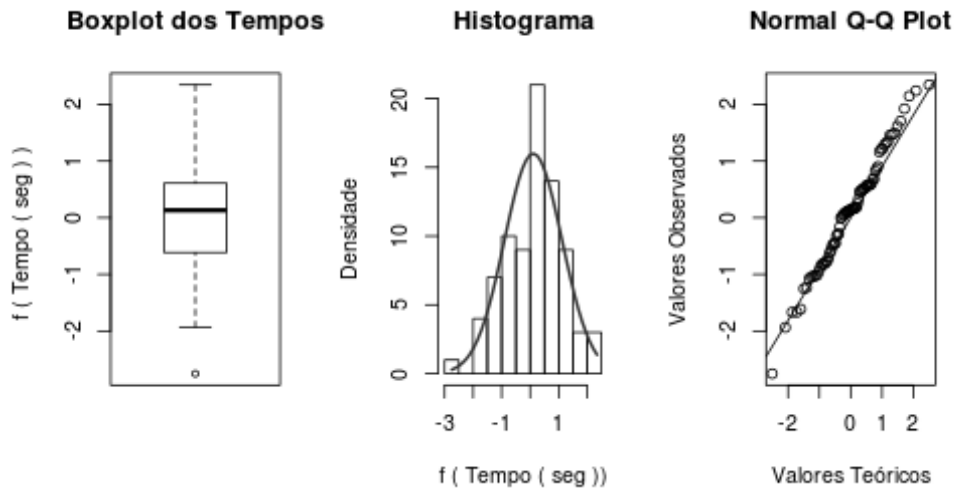 Boxplot dos Tempos
f ( Tempo ( seg ) )
2
1
0
-1
-2
Histograma
Densidade
20
15
10
5
0
-3
-1
1
f ( Tempo ( seg ))
Normal Q-Q Plot
Valores Observados
2
1
0
-1
-2
-2
0
1
2
Valores Teóricos